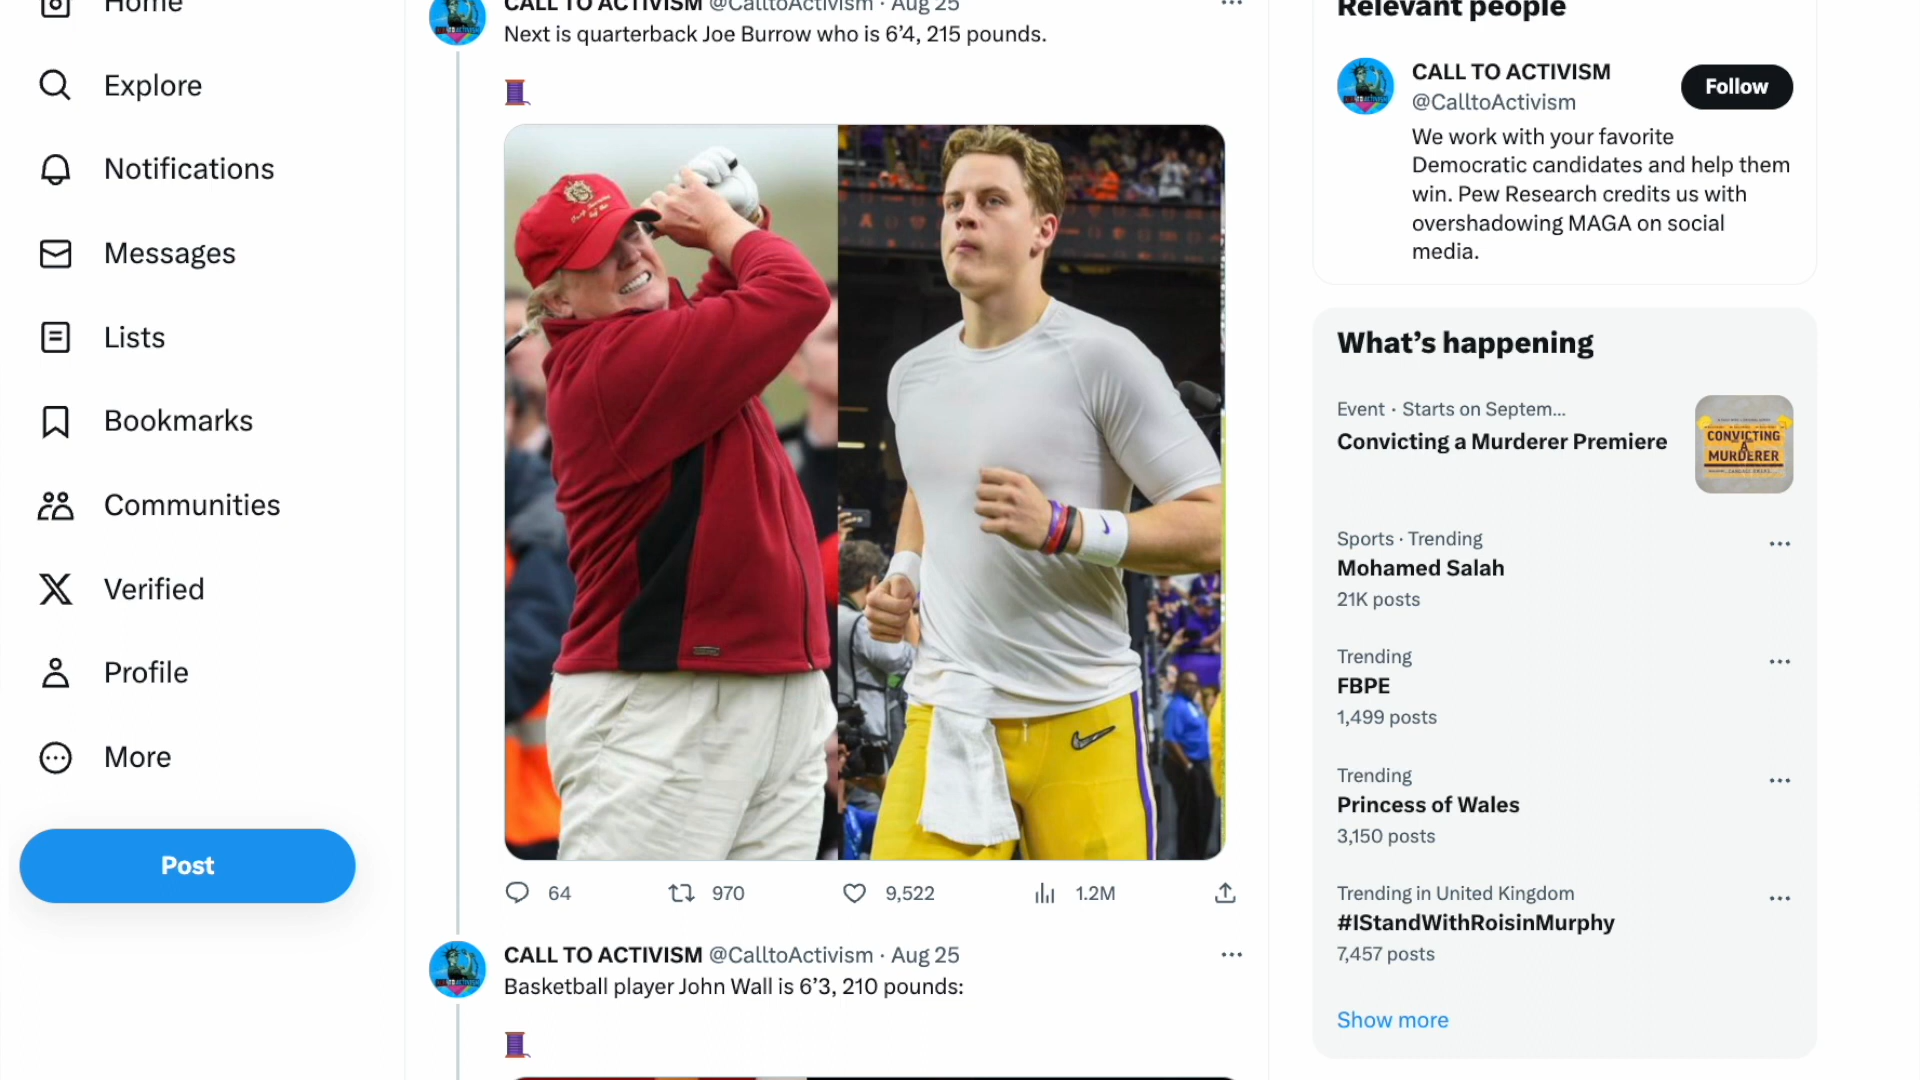 Home
Explore
Notifications
Messages
Lists
Bookmarks
Communities
Verified
Profile
More
Post
CALL TO ACTIVISM @CalltoActivism · Aug 25
Next is quarterback Joe Burrow who is 6’4, 215 pounds.
64
970
9,522
1.2M
CALL TO ACTIVISM @CalltoActivism · Aug 25
Basketball player John Wall is 6’3, 210 pounds:
Relevant people
CALL TO ACTIVISM
@CalltoActivism
Follow
We work with your favorite
Democratic candidates and help them
win. Pew Research credits us with
overshadowing MAGA on social
media.
What’s happening
Event · Starts on Septem...
Convicting a Murderer Premiere
CONVICTING
A
MURDERER
Sports · Trending
Mohamed Salah
21K posts
Trending
FBPE
1,499 posts
Trending
Princess of Wales
3,150 posts
Trending in United Kingdom
#IStandWithRoisinMurphy
7,457 posts
Show more